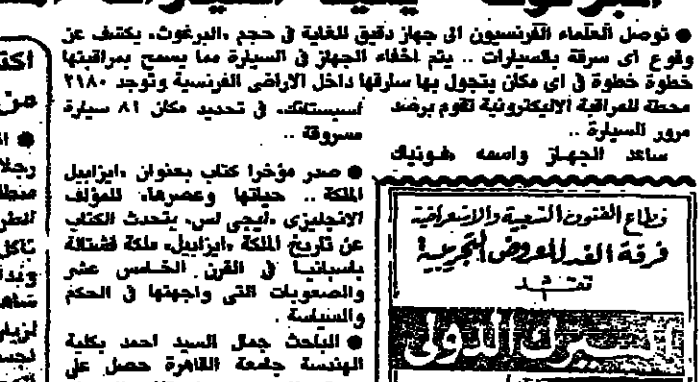 ● توصل العلماء الفرنسيون الى جهاز دقيق للغاية في حجم «البرغوث» يكتشف عن
وقوع اى سرقة بالسيارات .. يتم اخفاء الجهاز في السيارة مما يسمح بمراقبتها
خطوة خطوة في اى مكان يتجول بها سارقها داخل الاراضى الفرنسية وتوجد ٢١٨٠
محطة للمراقبة الاليكترونية تقوم برصد
مرور السيارة ..
ساعد الجهاز واسمه
اسيستانك» في تحديد مكان ٨١ سيارة
مسروقة ..
● صدر مؤخرا كتاب بعنوان «ايزابيل
الملكة .. حياتها وعصرها» للمؤلف
الانجليزى «بيجى لس» يتحدث الكتاب
عن تاريخ الملكة «ايزابيل» ملكة قشتالة
باسبانيا في القرن الخامس عشر
والصعوبات التى واجهتها في الحكم
والسياسة .
● الباحث جمال السيد احمد بكلية
الهندسة جامعة القاهرة حصل على
قطاع الفنون الشعبية والاستعراضية
فرقة الغد للعروض التجريبية
تقدم
السيرك الدولى